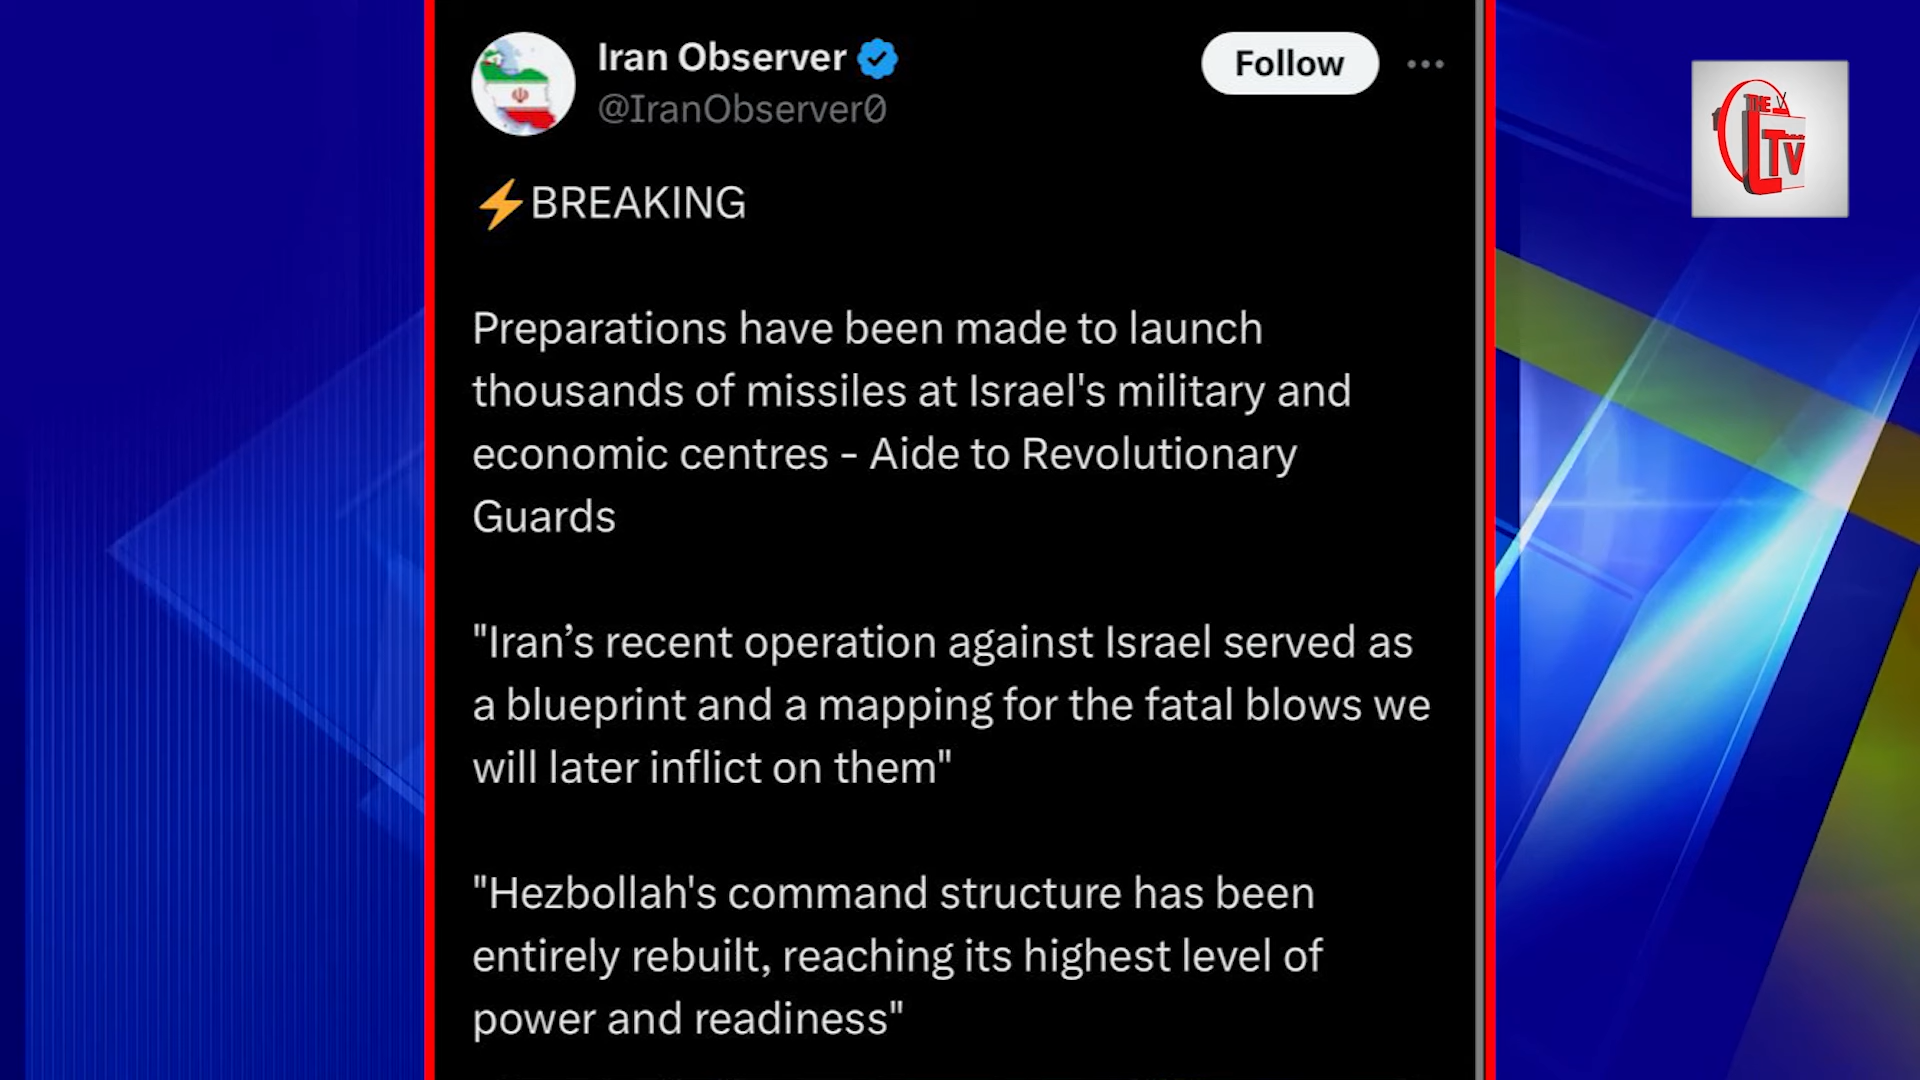 Iran Observer
@IranObserver0
Follow
⚡BREAKING
Preparations have been made to launch
thousands of missiles at Israel's military and
economic centres - Aide to Revolutionary
Guards
"Iran’s recent operation against Israel served as
a blueprint and a mapping for the fatal blows we
will later inflict on them"
"Hezbollah's command structure has been
entirely rebuilt, reaching its highest level of
power and readiness"
THE
TV